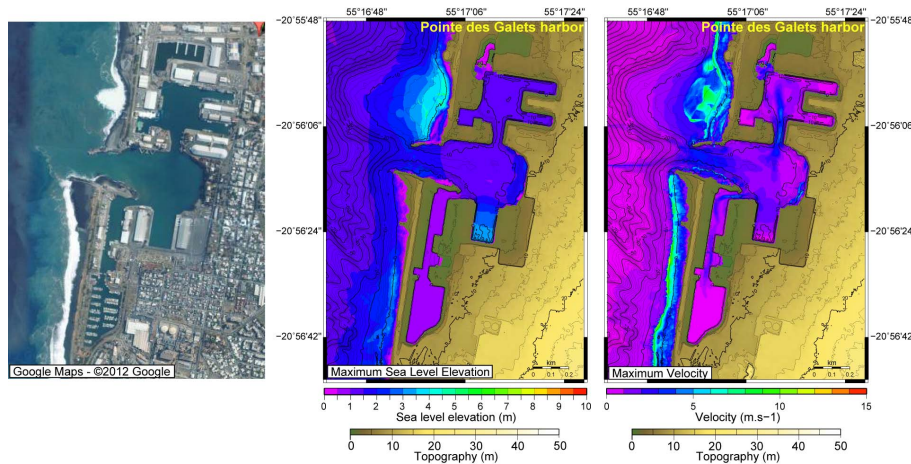 55°16'48" 55°17'06" 55°17'24"
55°16'48" 55°17'06" 55°17'24"
Pointe des Galets harbor
Pointe des Galets harbor
−20°55'48"
−20°55'48"
−20°56'06"
−20°56'06"
−20°56'24"
−20°56'24"
−20°56'42"
−20°56'42"
Google Maps - ©2012 Google
Maximum Sea Level Elevation
km
0 0.1 0.2
Maximum Velocity
km
0 0.1 0.2
0 1 2 3 4 5 6 7 8 9 10
Sea level elevation (m)
0 10 20 30 40 50
Topography (m)
0 5 10 15
Velocity (m.s−1)
0 10 20 30 40 50
Topography (m)